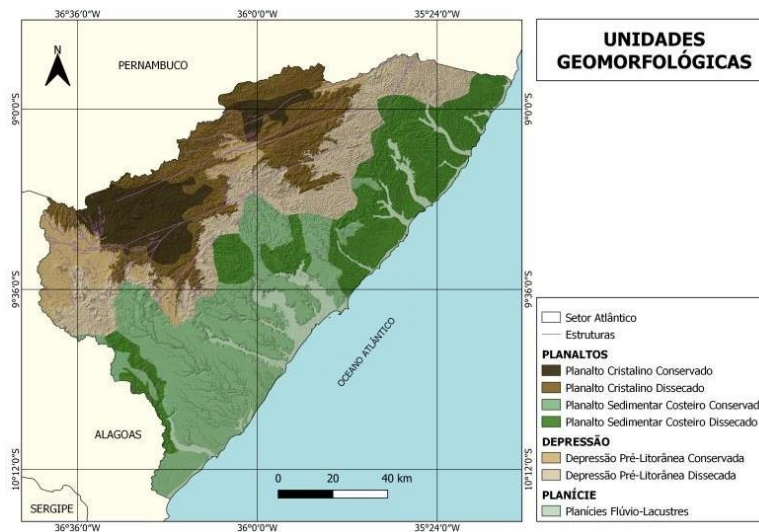 36°36'0"W 36°0'0"W 35°24'0"W
UNIDADES
GEOMORFOLÓGICAS
N
PERNAMBUCO
9°0'0"S 9°0'0"S
9°36'0"S 9°36'0"S
OCEANO ATLÂNTICO
ALAGOAS
10°12'0"S 10°12'0"S
SERGIPE
0 20 40 km
36°36'0"W 36°0'0"W 35°24'0"W
Setor Atlântico
Estruturas
PLANALTOS
Planalto Cristalino Conservado
Planalto Cristalino Dissecado
Planalto Sedimentar Costeiro Conservad
Planalto Sedimentar Costeiro Dissecado
DEPRESSÃO
Depressão Pré-Litorânea Conservada
Depressão Pré-Litorânea Dissecada
PLANÍCIE
Planícies Flúvio-Lacustres